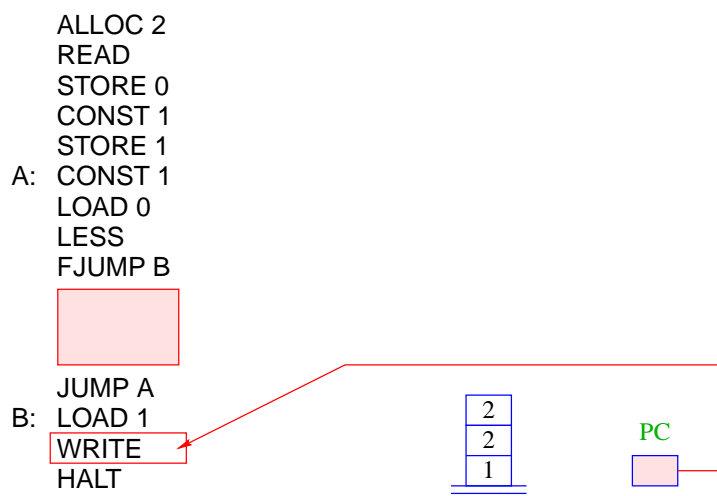 ALLOC 2
READ
STORE 0
CONST 1
STORE 1
A: CONST 1
LOAD 0
LESS
FJUMP B
JUMP A
B: LOAD 1
WRITE
HALT
2
2
1
PC